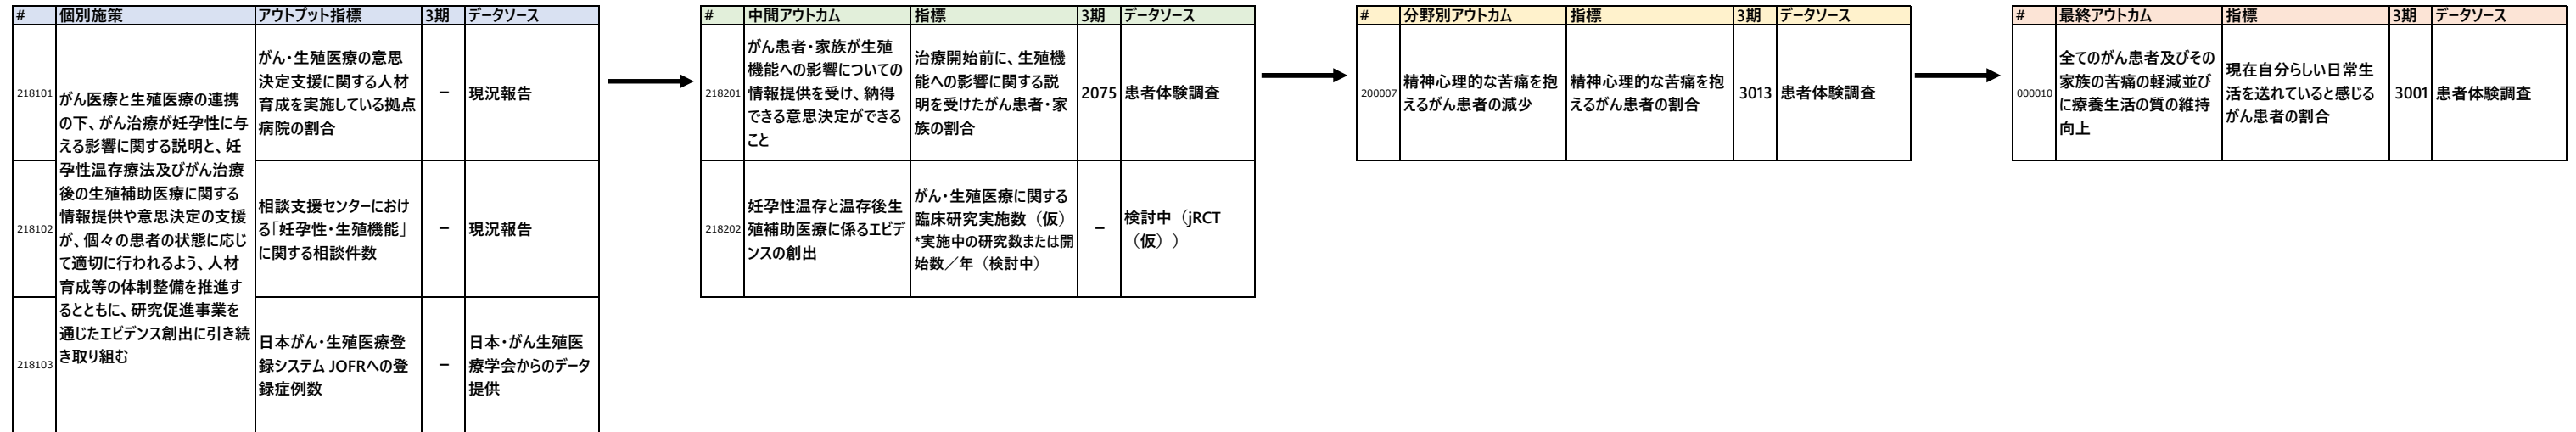 # 個別施策 アウトプット指標 3期 データソース
218101
がん医療と生殖医療の連携
の下、がん治療が妊孕性に与
える影響に関する説明と、妊
孕性温存療法及びがん治療
後の生殖補助医療に関する
情報提供や意思決定の支援
が、個々の患者の状態に応じ
て適切に行われるよう、人材
育成等の体制整備を推進す
るとともに、研究促進事業を
通じたエビデンス創出に引き続
き取り組む
がん・生殖医療の意思
決定支援に関する人材
育成を実施している拠点
病院の割合
－
現況報告
218102
相談支援センターにおけ
る「妊孕性・生殖機能」
に関する相談件数
－
現況報告
218103
日本がん・生殖医療登
録システム JOFRへの登
録症例数
－
日本・がん生殖医
療学会からのデータ
提供
# 中間アウトカム 指標 3期 データソース
218201
がん患者・家族が生殖
機能への影響についての
情報提供を受け、納得
できる意思決定ができる
こと
治療開始前に、生殖機
能への影響に関する説
明を受けたがん患者・家
族の割合
2075
患者体験調査
218202
妊孕性温存と温存後生
殖補助医療に係るエビデ
ンスの創出
がん・生殖医療に関する
臨床研究実施数（仮）
*実施中の研究数または開
始数／年（検討中）
－
検討中（jRCT
（仮））
# 分野別アウトカム 指標 3期 データソース
200007
精神心理的な苦痛を抱
えるがん患者の減少
精神心理的な苦痛を抱
えるがん患者の割合
3013
患者体験調査
# 最終アウトカム 指標 3期 データソース
000010
全てのがん患者及びその
家族の苦痛の軽減並び
に療養生活の質の維持
向上
現在自分らしい日常生
活を送れていると感じる
がん患者の割合
3001
患者体験調査